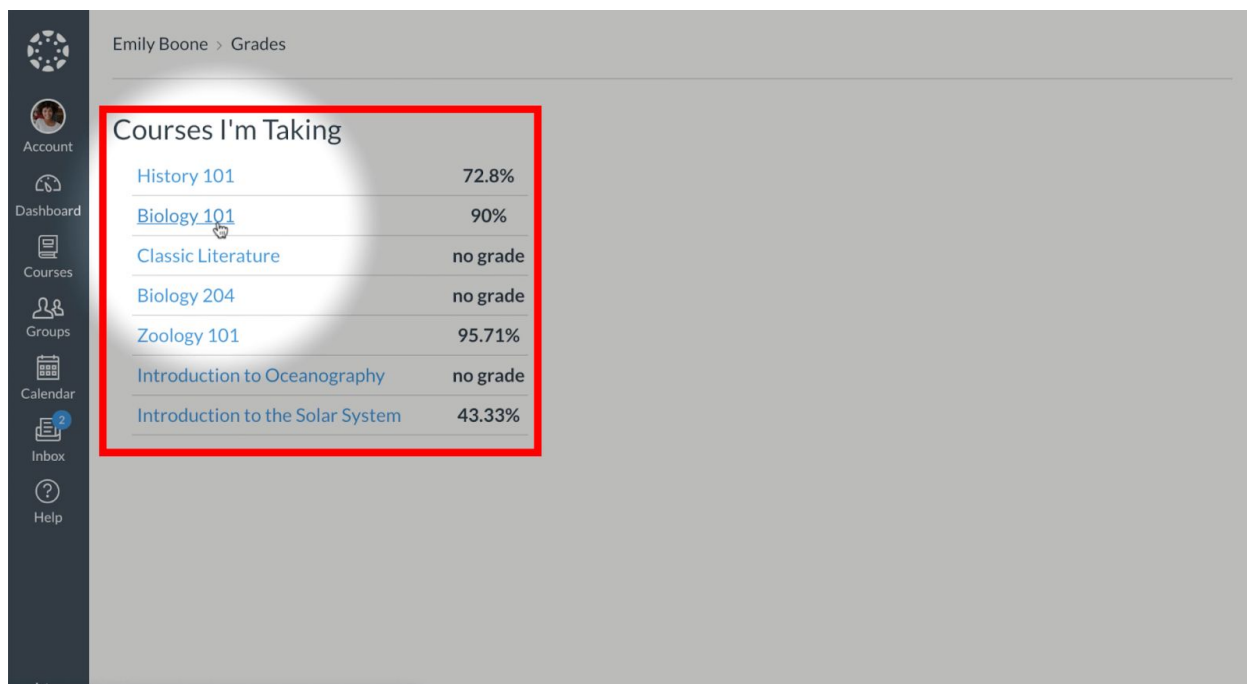 Emily Boone > Grades
Account
Dashboard
Courses
Groups
Calendar
2
Inbox
Help
Courses I'm Taking
History 101 72.8%
Biology 101 90%
Classic Literature no grade
Biology 204 no grade
Zoology 101 95.71%
Introduction to Oceanography no grade
Introduction to the Solar System 43.33%